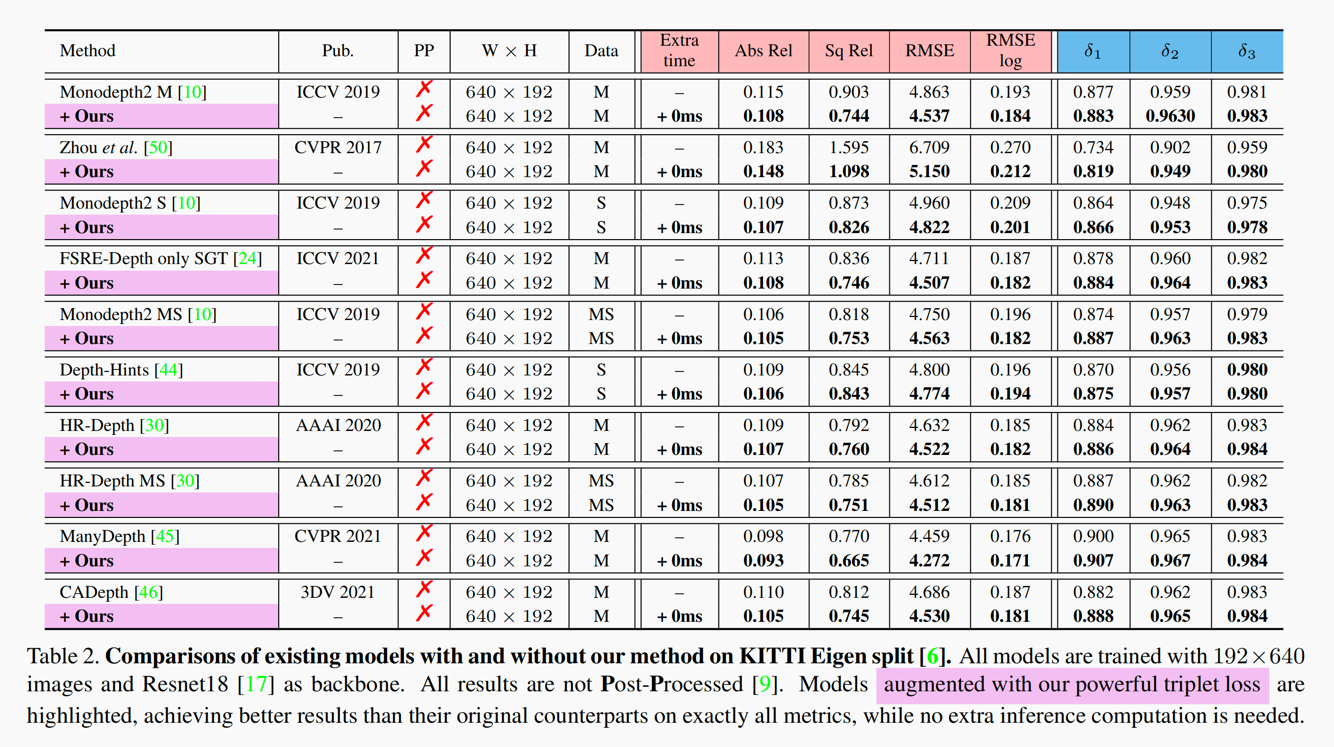 Method Pub. PP W × H Data Extra time Abs Rel Sq Rel RMSE RMSE log δ1 δ2 δ3
Monodepth2 M [10] ICCV 2019 ✗ 640 × 192 M – 0.115 0.903 4.863 0.193 0.877 0.959 0.981
+ Ours – ✗ 640 × 192 M + 0ms 0.108 0.744 4.537 0.184 0.883 0.9630 0.983
Zhou et al. [50] CVPR 2017 ✗ 640 × 192 M – 0.183 1.595 6.709 0.270 0.734 0.902 0.959
+ Ours – ✗ 640 × 192 M + 0ms 0.148 1.098 5.150 0.212 0.819 0.949 0.980
Monodepth2 S [10] ICCV 2019 ✗ 640 × 192 S – 0.109 0.873 4.960 0.209 0.864 0.948 0.975
+ Ours – ✗ 640 × 192 S + 0ms 0.107 0.826 4.822 0.201 0.866 0.953 0.978
FSRE-Depth only SGT [24] ICCV 2021 ✗ 640 × 192 M – 0.113 0.836 4.711 0.187 0.878 0.960 0.982
+ Ours – ✗ 640 × 192 M + 0ms 0.108 0.746 4.507 0.182 0.884 0.964 0.983
Monodepth2 MS [10] ICCV 2019 ✗ 640 × 192 MS – 0.106 0.818 4.750 0.196 0.874 0.957 0.979
+ Ours – ✗ 640 × 192 MS + 0ms 0.105 0.753 4.563 0.182 0.887 0.963 0.983
Depth-Hints [44] ICCV 2019 ✗ 640 × 192 S – 0.109 0.845 4.800 0.196 0.870 0.956 0.980
+ Ours – ✗ 640 × 192 S + 0ms 0.106 0.843 4.774 0.194 0.875 0.957 0.980
HR-Depth [30] AAAI 2020 ✗ 640 × 192 M – 0.109 0.792 4.632 0.185 0.884 0.962 0.983
+ Ours – ✗ 640 × 192 M + 0ms 0.107 0.760 4.522 0.182 0.886 0.964 0.984
HR-Depth MS [30] AAAI 2020 ✗ 640 × 192 MS – 0.107 0.785 4.612 0.185 0.887 0.962 0.982
+ Ours – ✗ 640 × 192 MS + 0ms 0.105 0.751 4.512 0.181 0.890 0.963 0.983
ManyDepth [45] CVPR 2021 ✗ 640 × 192 M – 0.098 0.770 4.459 0.176 0.900 0.965 0.983
+ Ours – ✗ 640 × 192 M + 0ms 0.093 0.665 4.272 0.171 0.907 0.967 0.984
CADepth [46] 3DV 2021 ✗ 640 × 192 M – 0.110 0.812 4.686 0.187 0.882 0.962 0.983
+ Ours – ✗ 640 × 192 M + 0ms 0.105 0.745 4.530 0.181 0.888 0.965 0.984
Table 2. Comparisons of existing models with and without our method on KITTI Eigen split [6]. All models are trained with 192×640
images and Resnet18 [17] as backbone. All results are not Post-Processed [9]. Models augmented with our powerful triplet loss are
highlighted, achieving better results than their original counterparts on exactly all metrics, while no extra inference computation is needed.